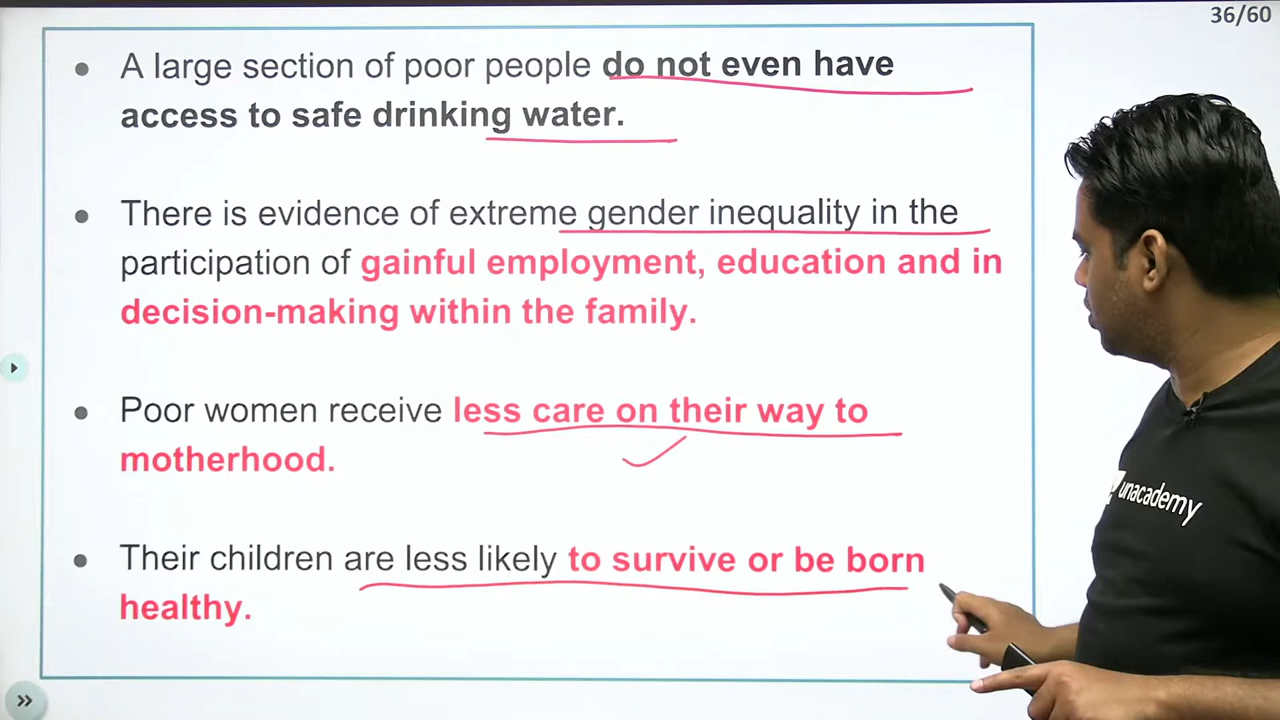 36/60
A large section of poor people do not even have
access to safe drinking water.
There is evidence of extreme gender inequality in the
participation of gainful employment, education and in
decision-making within the family.
Poor women receive less care on their way to
motherhood.
Their children are less likely to survive or be born
healthy.
unacademy